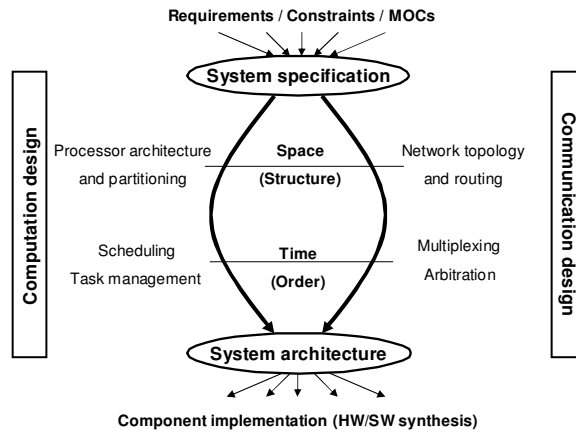 Requirements / Constraints / MOCs
System specification
Computation design
Processor architecture
and partitioning
Space
(Structure)
Network topology
and routing
Communication design
Scheduling
Task management
Time
(Order)
Multiplexing
Arbitration
System architecture
Component implementation (HW/SW synthesis)